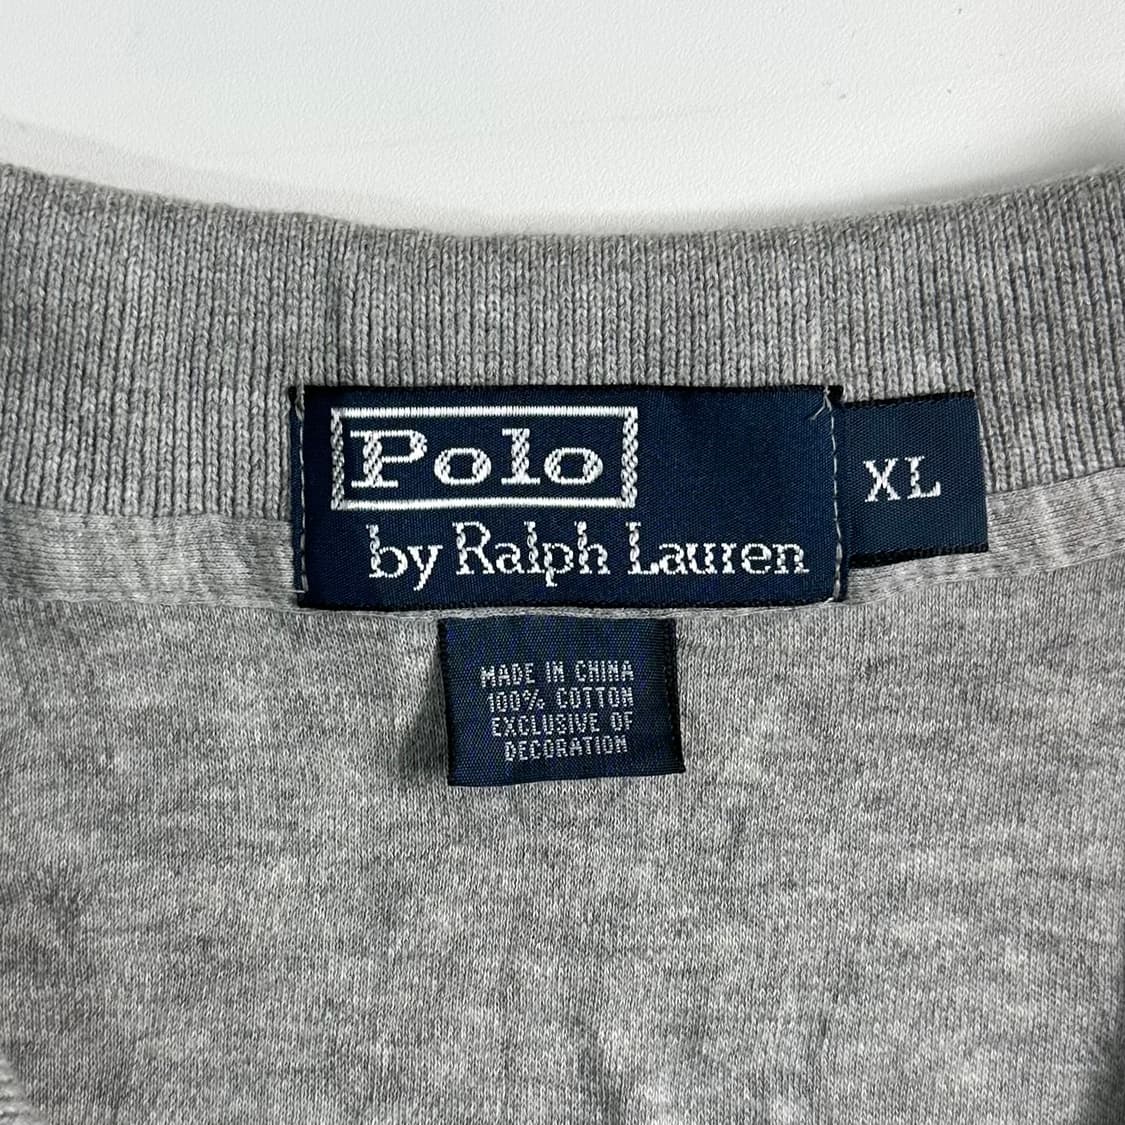 Polo
by Ralph Lauren
XL
MADE IN CHINA
100% COTTON
EXCLUSIVE OF
DECORATION